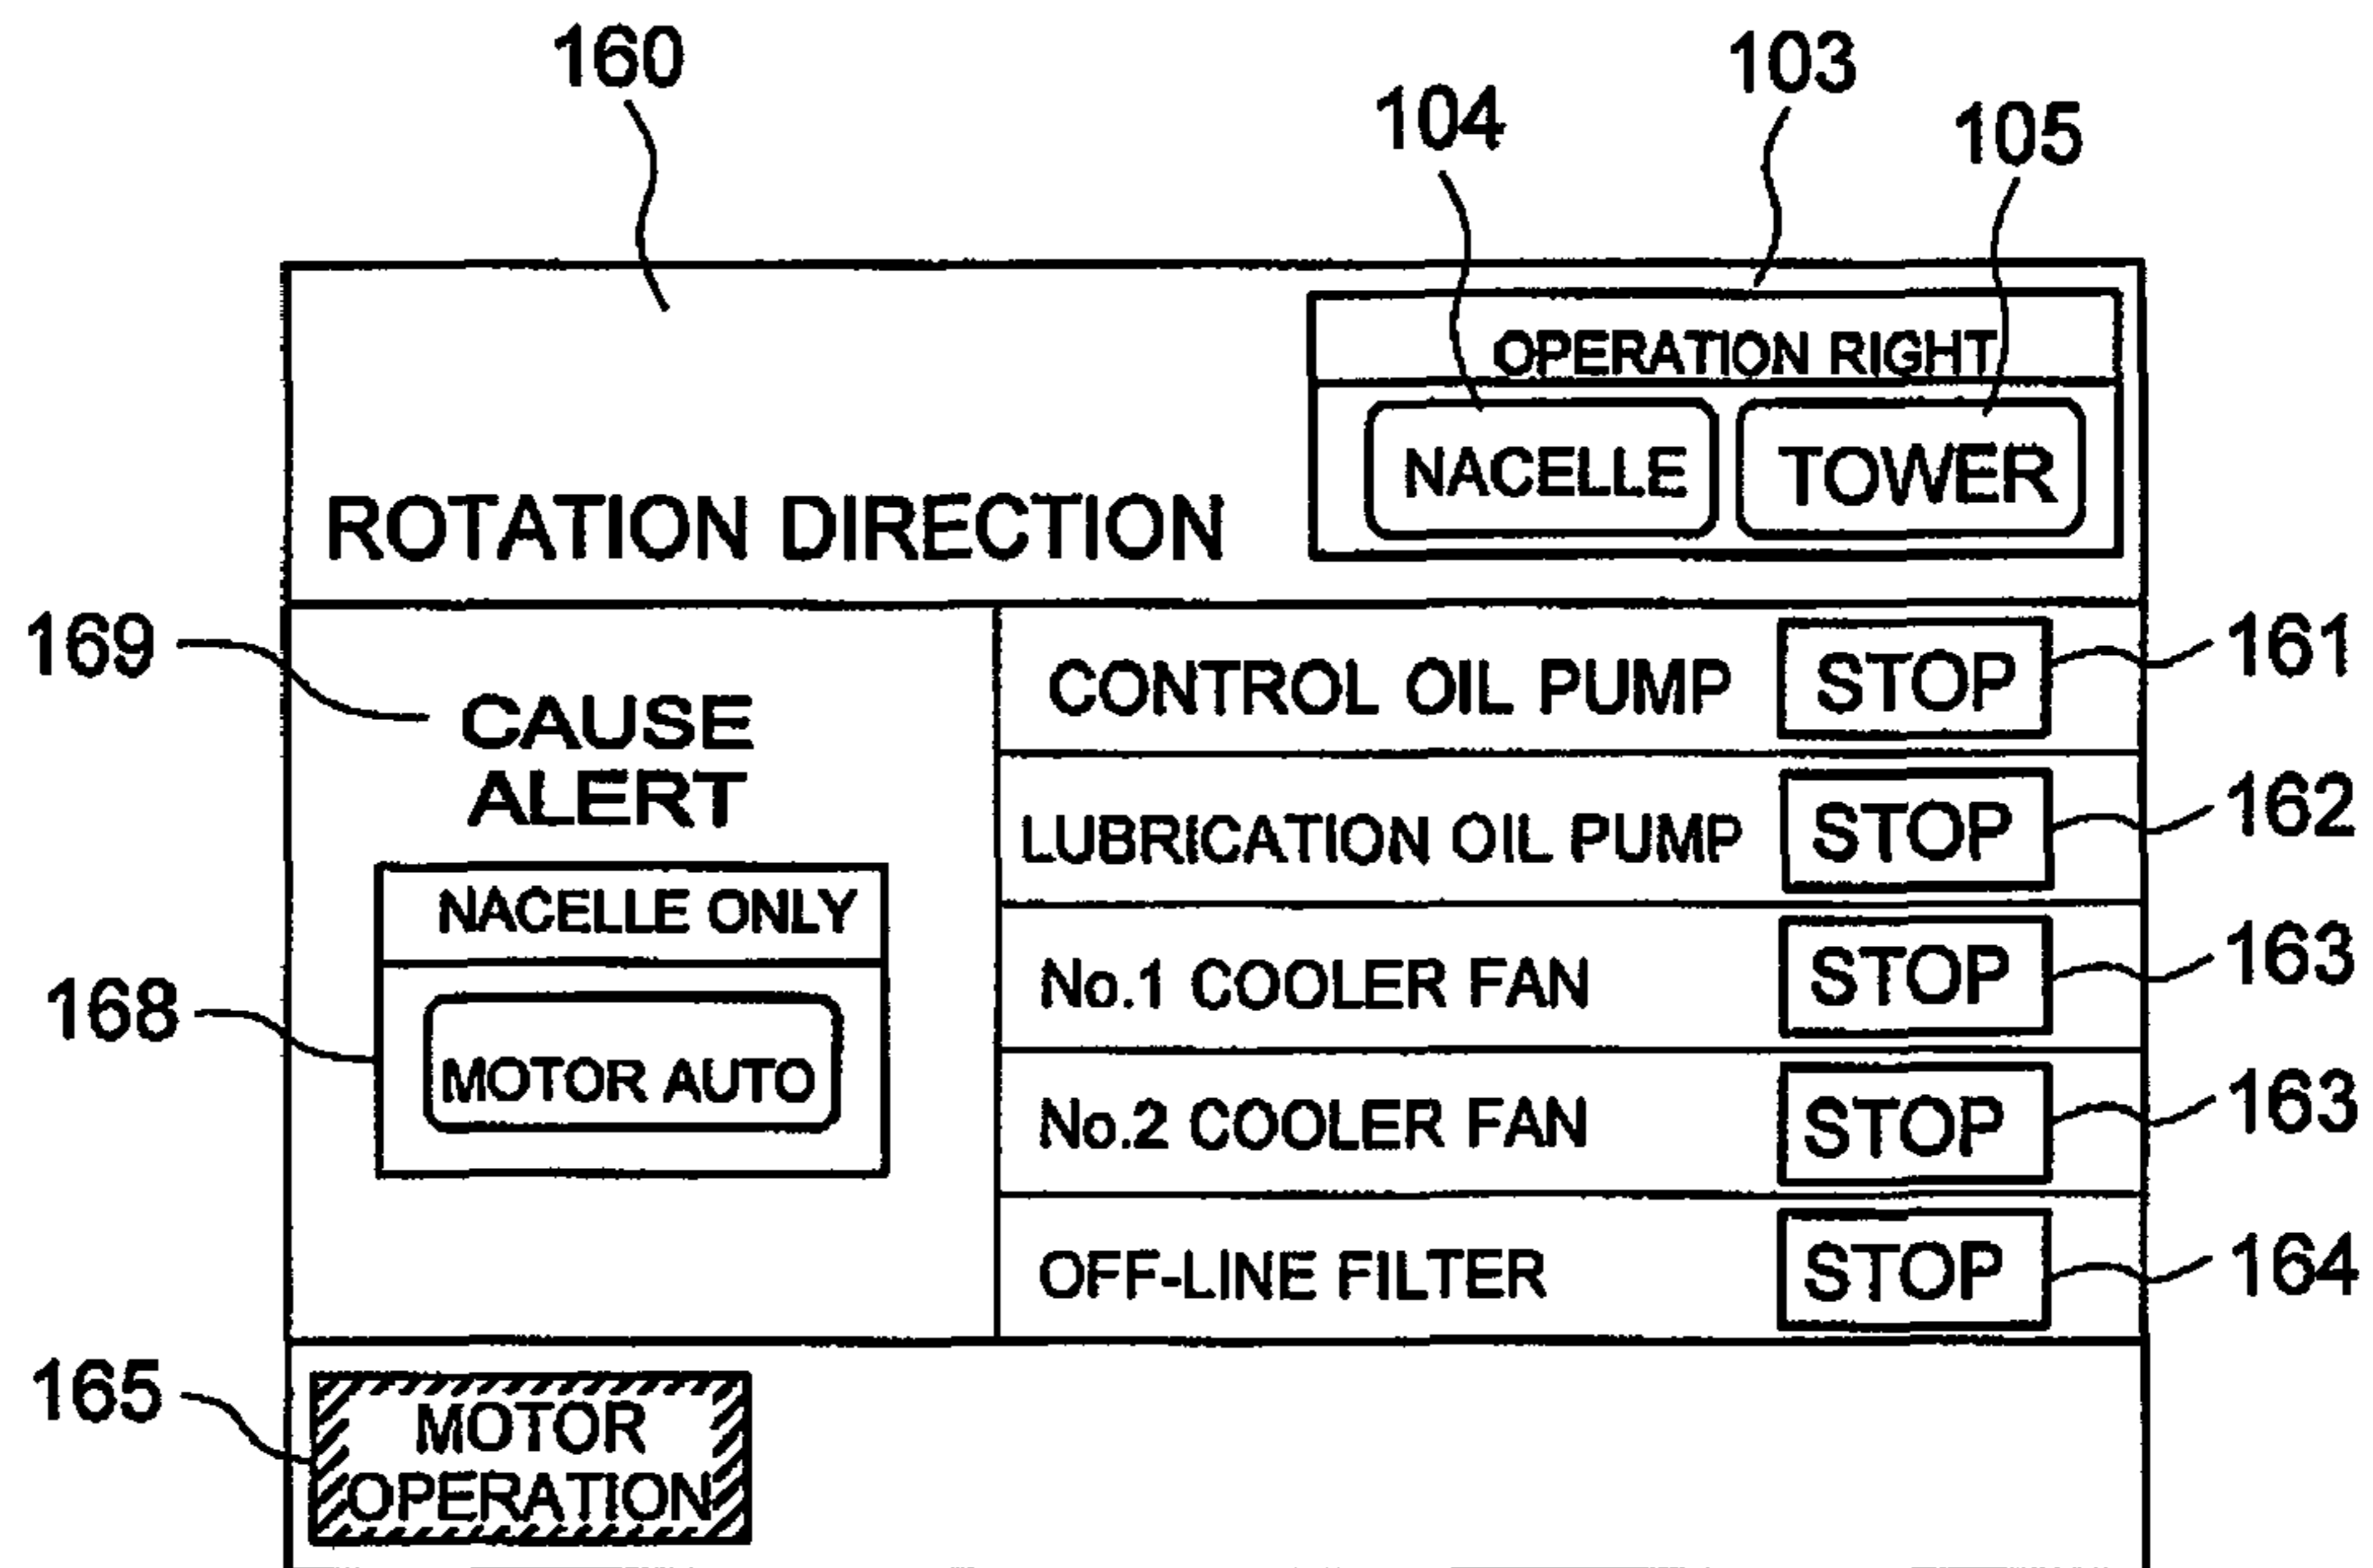 160
103
104
105
OPERATION RIGHT
NACELLE TOWER
ROTATION DIRECTION
169
CAUSE
ALERT
NACELLE ONLY
168
MOTOR AUTO
CONTROL OIL PUMP STOP 161
LUBRICATION OIL PUMP STOP 162
No.1 COOLER FAN STOP 163
No.2 COOLER FAN STOP 163
OFF-LINE FILTER STOP 164
165
MOTOR
OPERATION